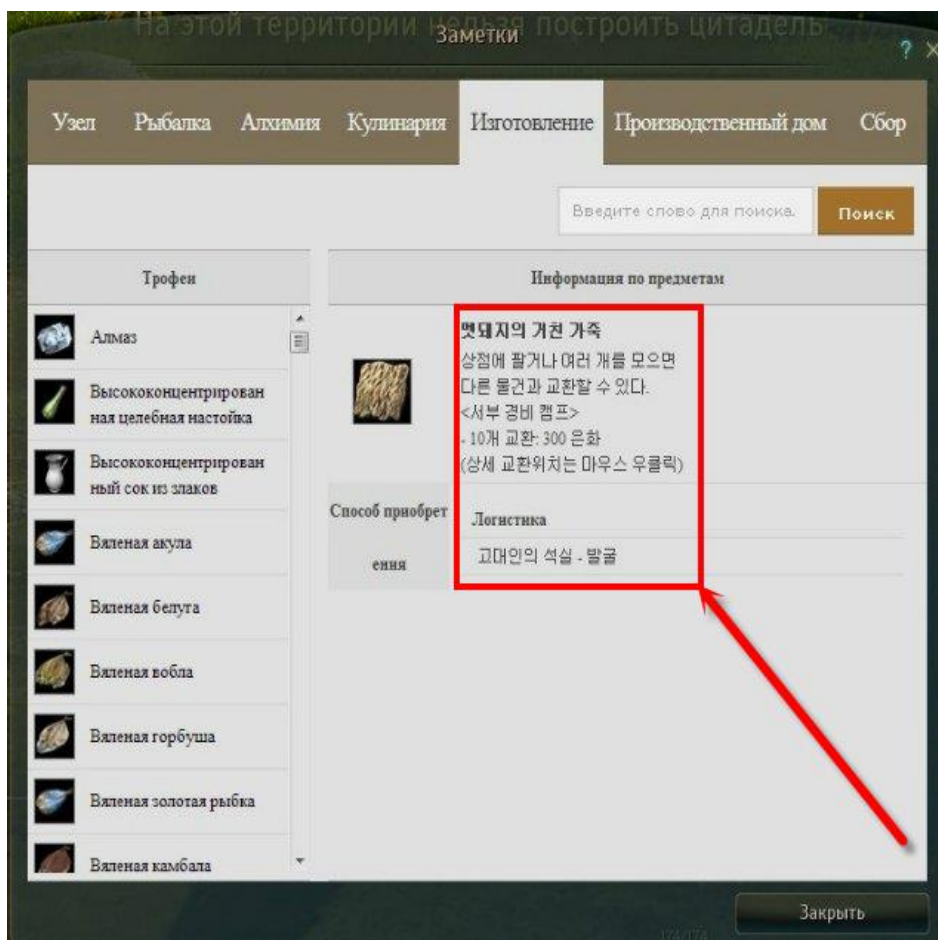 На этой территории нельзя построить цитадель
Заметки
?
Узел Рыбалка Алхимия Кулинария Изготовление Производственный дом Сбор
Введите слово для поиска. Поиск
Трофеи
Информация по предметам
Алмаз
Высококонцентрирован
ная целебная настойка
Высококонцентрирован
ный сок из злаков
Вяленая акула
Вяленая белуга
Вяленая вобла
Вяленая горбуша
Вяленая золотая рыбка
Вяленая камбала
멧돼지의 거친 가죽
상점에 팔거나 여러 개를 모으면
다른 물건과 교환할 수 있다.
<서부 경비 캠프>
- 10개 교환: 300 은화
(상세 교환위치는 마우스 우클릭)
Способ приобрет
ения
Логистика
고대인의 석실 - 발굴
Закрыть
174/174